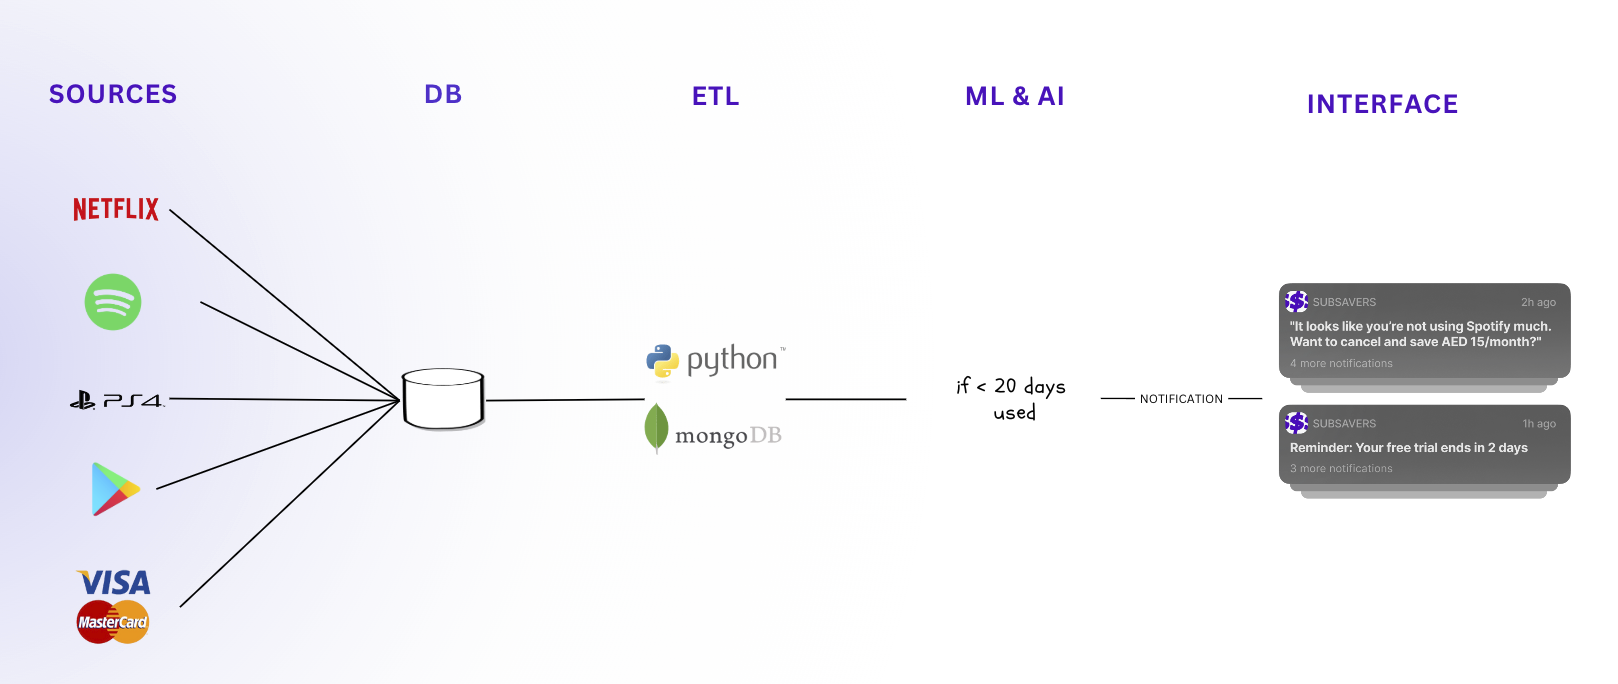 SOURCES
DB
ETL
ML & AI
INTERFACE
NETFLIX
PS4
VISA
MasterCard
python™
mongoDB
if < 20 days
used
NOTIFICATION
SUBSAVERS 2h ago
"It looks like you’re not using Spotify much.
Want to cancel and save AED 15/month?"
4 more notifications
SUBSAVERS 1h ago
Reminder: Your free trial ends in 2 days
3 more notifications